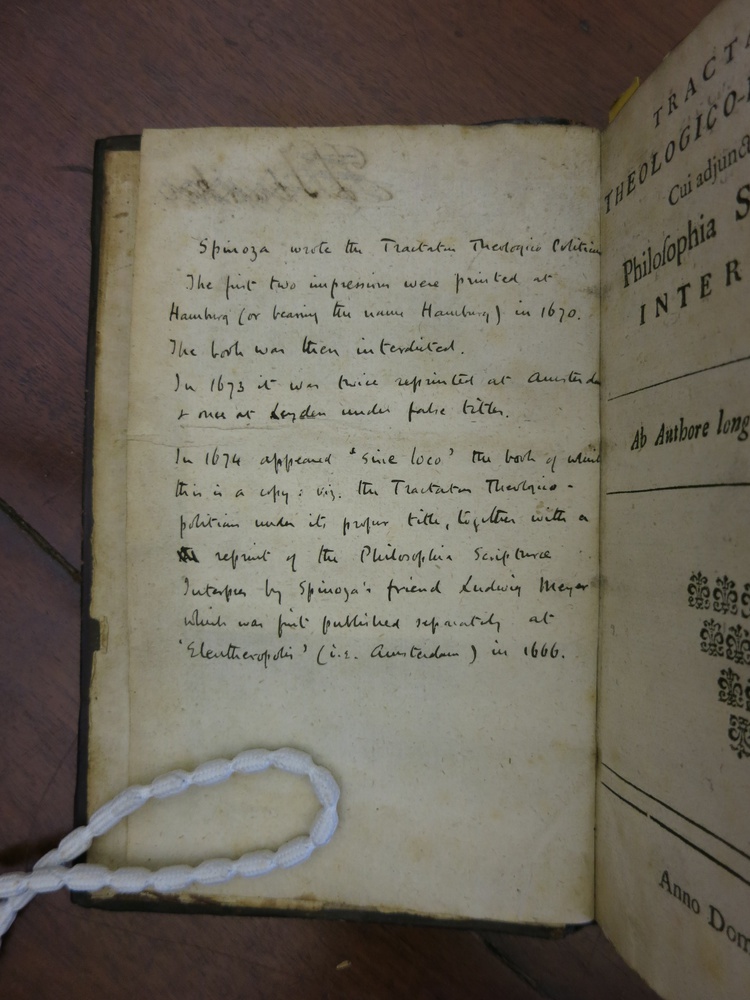 Spinoza wrote the Tractatus Theologico Politicus
The first two impressions were printed at
Hamburg (or bearing the name Hamburg) in 1670.
The book was then interdicted.
In 1673 it was twice reprinted at Amsterda
& once at Leyden under false titles.
In 1674 appeared 'sine loco' the book of which
this is a copy: viz. the Tractatus Theologico-
politicus under its proper title, together with a
reprint of the Philosophia Scripturæ
Interpres by Spinoza's friend Ludwig Meyer
which was first published separately at
'Eleutheropolis' (i.e. Amsterdam) in 1666.
TRACTA
THEOLOGICO-
Cui adjunct
Philosophia S
INTER
Ab Authore long
Anno Dom